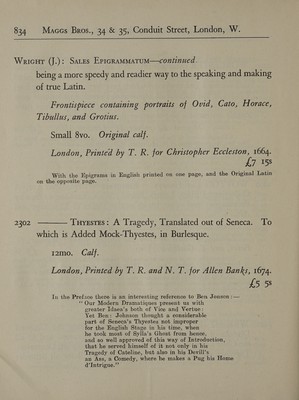 834 MAGGS BROS., 34 & 35, Conduit Street, London, W.
WRIGHT (J.): SALES EPIGRAMMATUM—continued
being a more speedy and readier way to the speaking and making
of true Latin.
Frontispiece containing portraits of Ovid, Cato, Horace,
Tibullus, and Grotius.
Small 8vo. Original calf.
London, Printed by T. R. for Christopher Eccleston, 1664.
£7 15s
With the Epigrams in English printed on one page, and the Original Latin
on the opposite page.
2302 ——— THYESTES: A Tragedy, Translated out of Seneca. To
which is Added Mock-Thyestes, in Burlesque.
12mo. Calf.
London, Printed by T. R. and N. T. for Allen Banks, 1674.
£5 5s
In the Preface there is an interesting reference to Ben Jonson:—
"Our Modern Dramatiques present us with
greater Idaea's both of Vice and Vertue:
Yet Ben: Johnson thought a considerable
part of Seneca's Thyestes not improper
for the English Stage in his time, when
he took most of Sylla's Ghost from hence,
and so well approved of this way of Introduction,
that he served himself of it not only in his
Tragedy of Cateline, but also in his Devill's
an Ass, a Comedy, where he makes a Pug his Home
d'Intrigue."